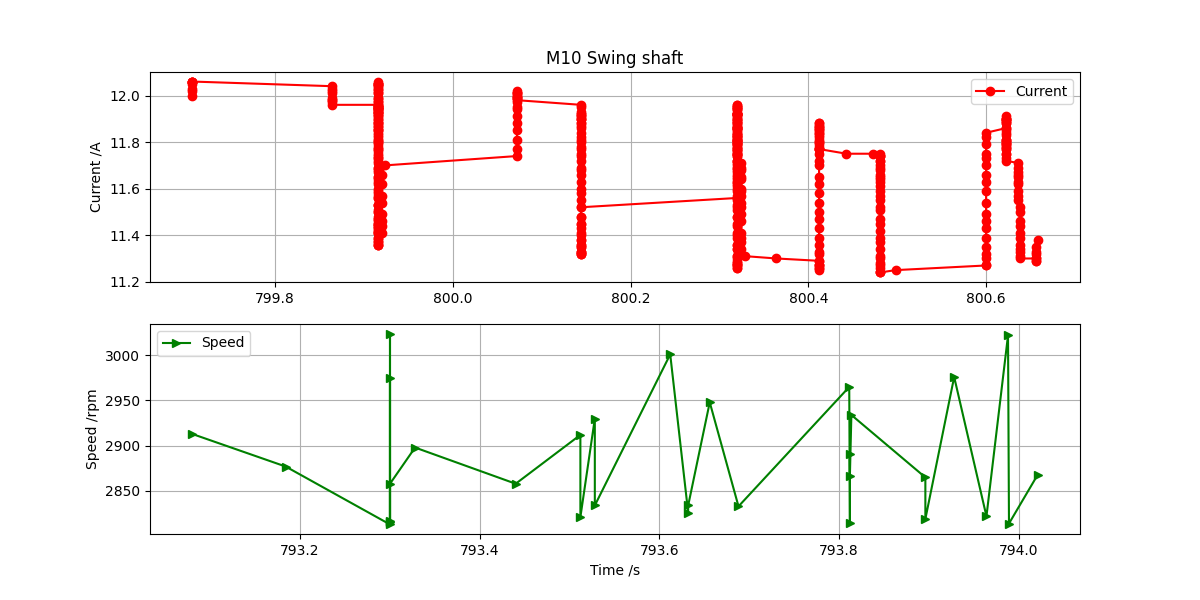 M10 Swing shaft
Current /A
12.0
11.8
11.6
11.4
11.2
Current
799.8 800.0 800.2 800.4 800.6
Speed /rpm
3000
2950
2900
2850
Speed
793.2 793.4 793.6 793.8 794.0
Time /s